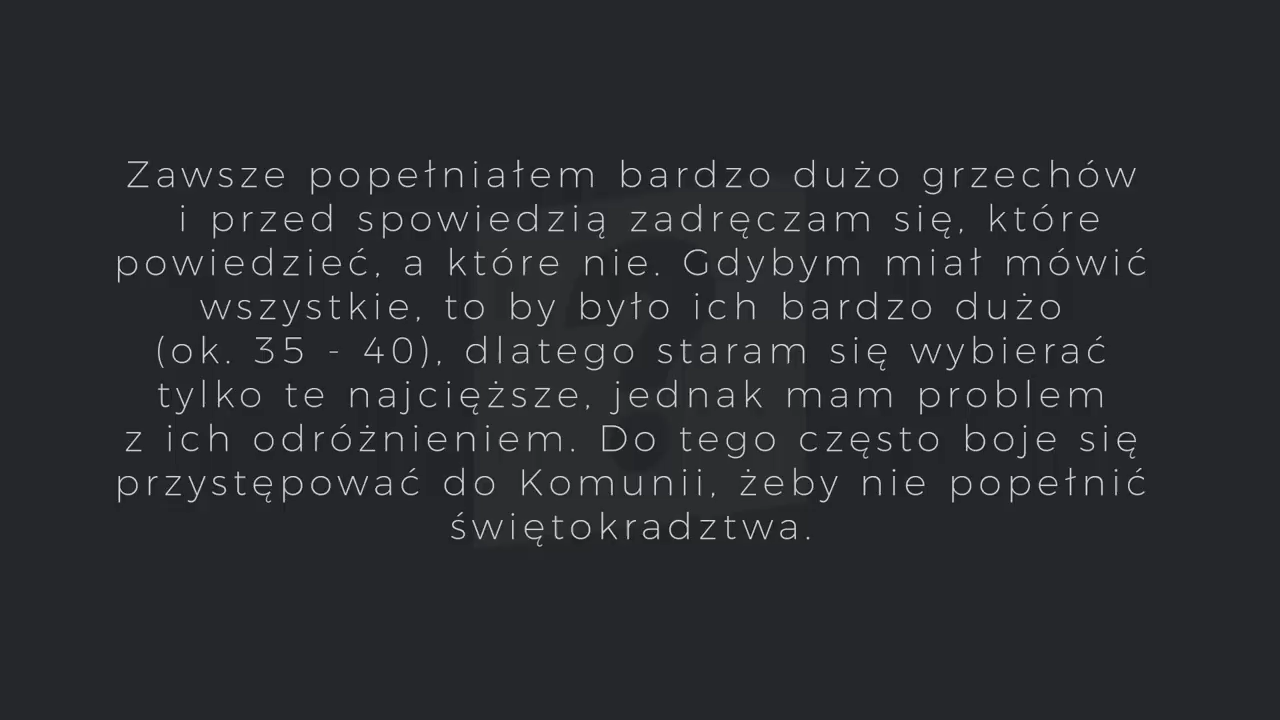 Zawsze popełniałem bardzo dużo grzechów
i przed spowiedzią zadręczam się, które
powiedzieć, a które nie. Gdybym miał mówić
wszystkie, to by było ich bardzo dużo
(ok. 35 - 40), dlatego staram się wybierać
tylko te najcięższe, jednak mam problem
z ich odróżnieniem. Do tego często boje się
przystępować do Komunii, żeby nie popełnić
świętokradztwa.